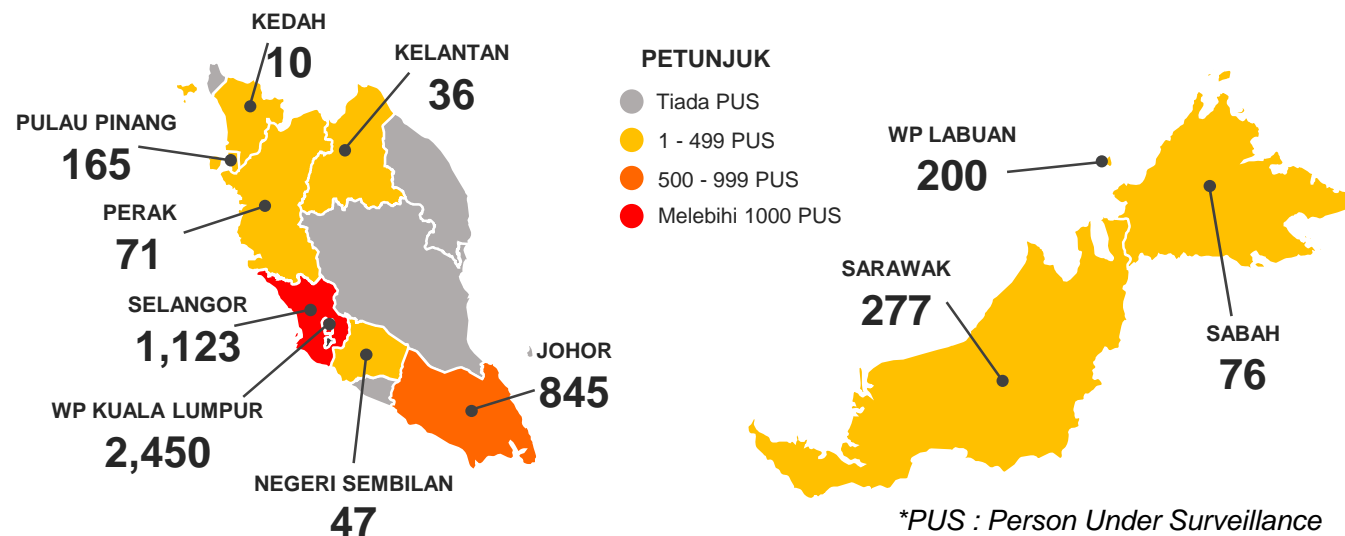 KEDAH
10
KELANTAN
36
PULAU PINANG
165
PERAK
71
SELANGOR
1,123
WP KUALA LUMPUR
2,450
NEGERI SEMBILAN
47
JOHOR
845
PETUNJUK
Tiada PUS
1 - 499 PUS
500 - 999 PUS
Melebihi 1000 PUS
WP LABUAN
200
SARAWAK
277
SABAH
76
*PUS : Person Under Surveillance